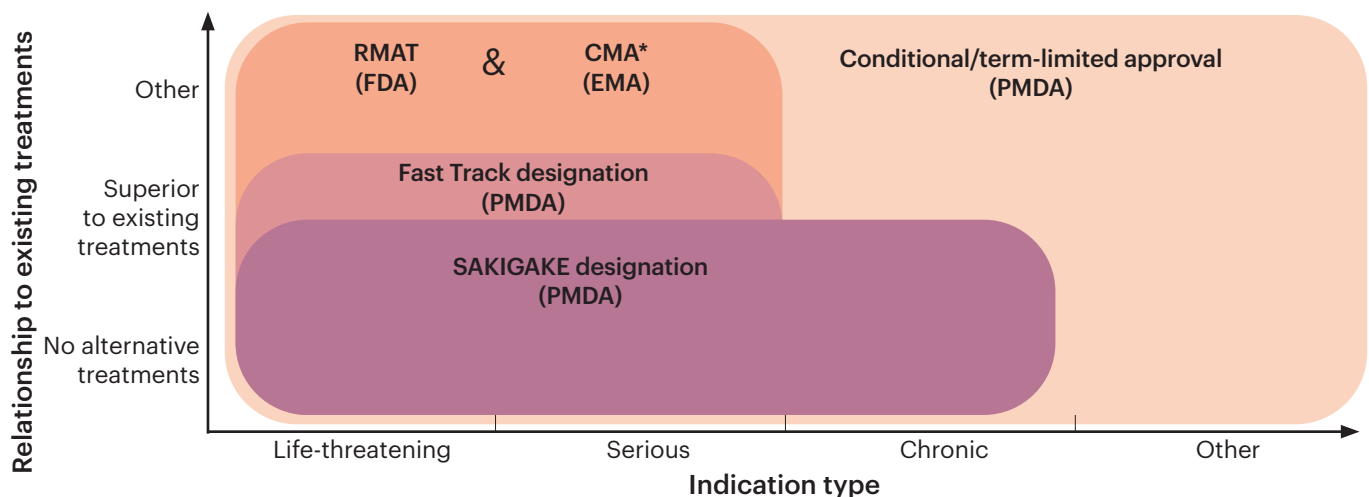 Relationship to existing treatments
Other
Superior
to existing
treatments
No alternative
treatments
RMAT
(FDA)
&
CMA*
(EMA)
Conditional/term-limited approval
(PMDA)
Fast Track designation
(PMDA)
SAKIGAKE designation
(PMDA)
Life-threatening
Serious
Chronic
Other
Indication type